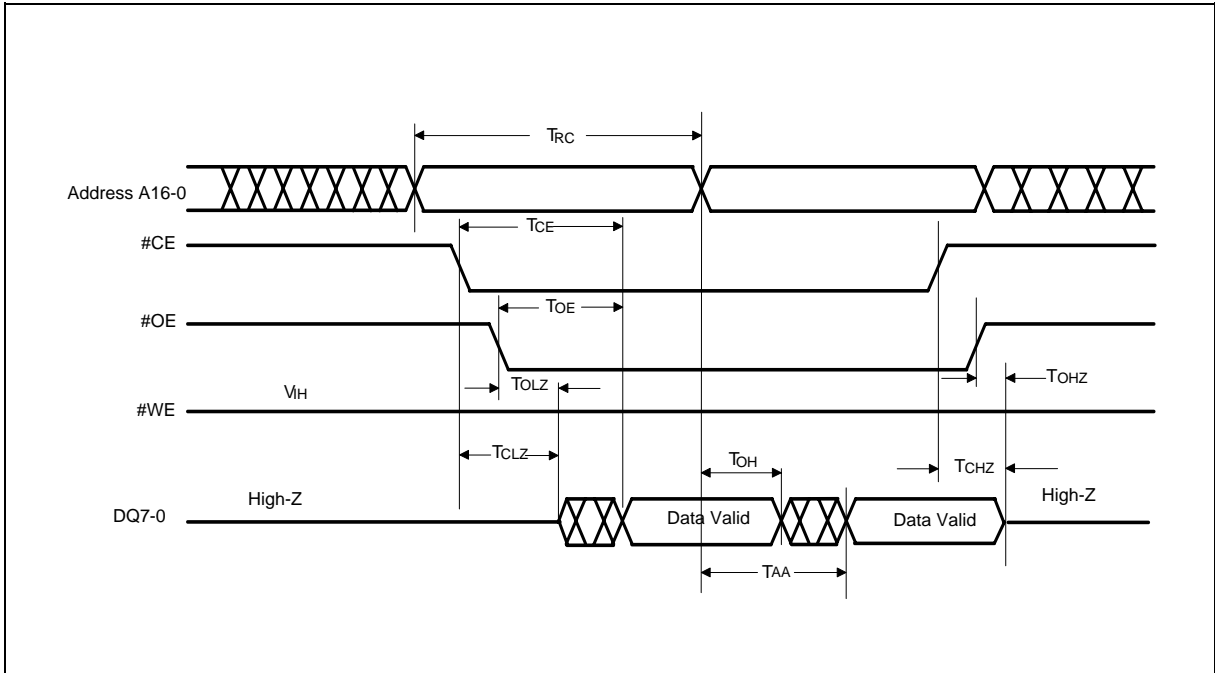 TRC
Address A16-0
TCE
#CE
TOE
#OE
TOLZ
TOHZ
VIH
#WE
TCLZ
TOH
TCHZ
High-Z
High-Z
DQ7-0
Data Valid
Data Valid
TAA